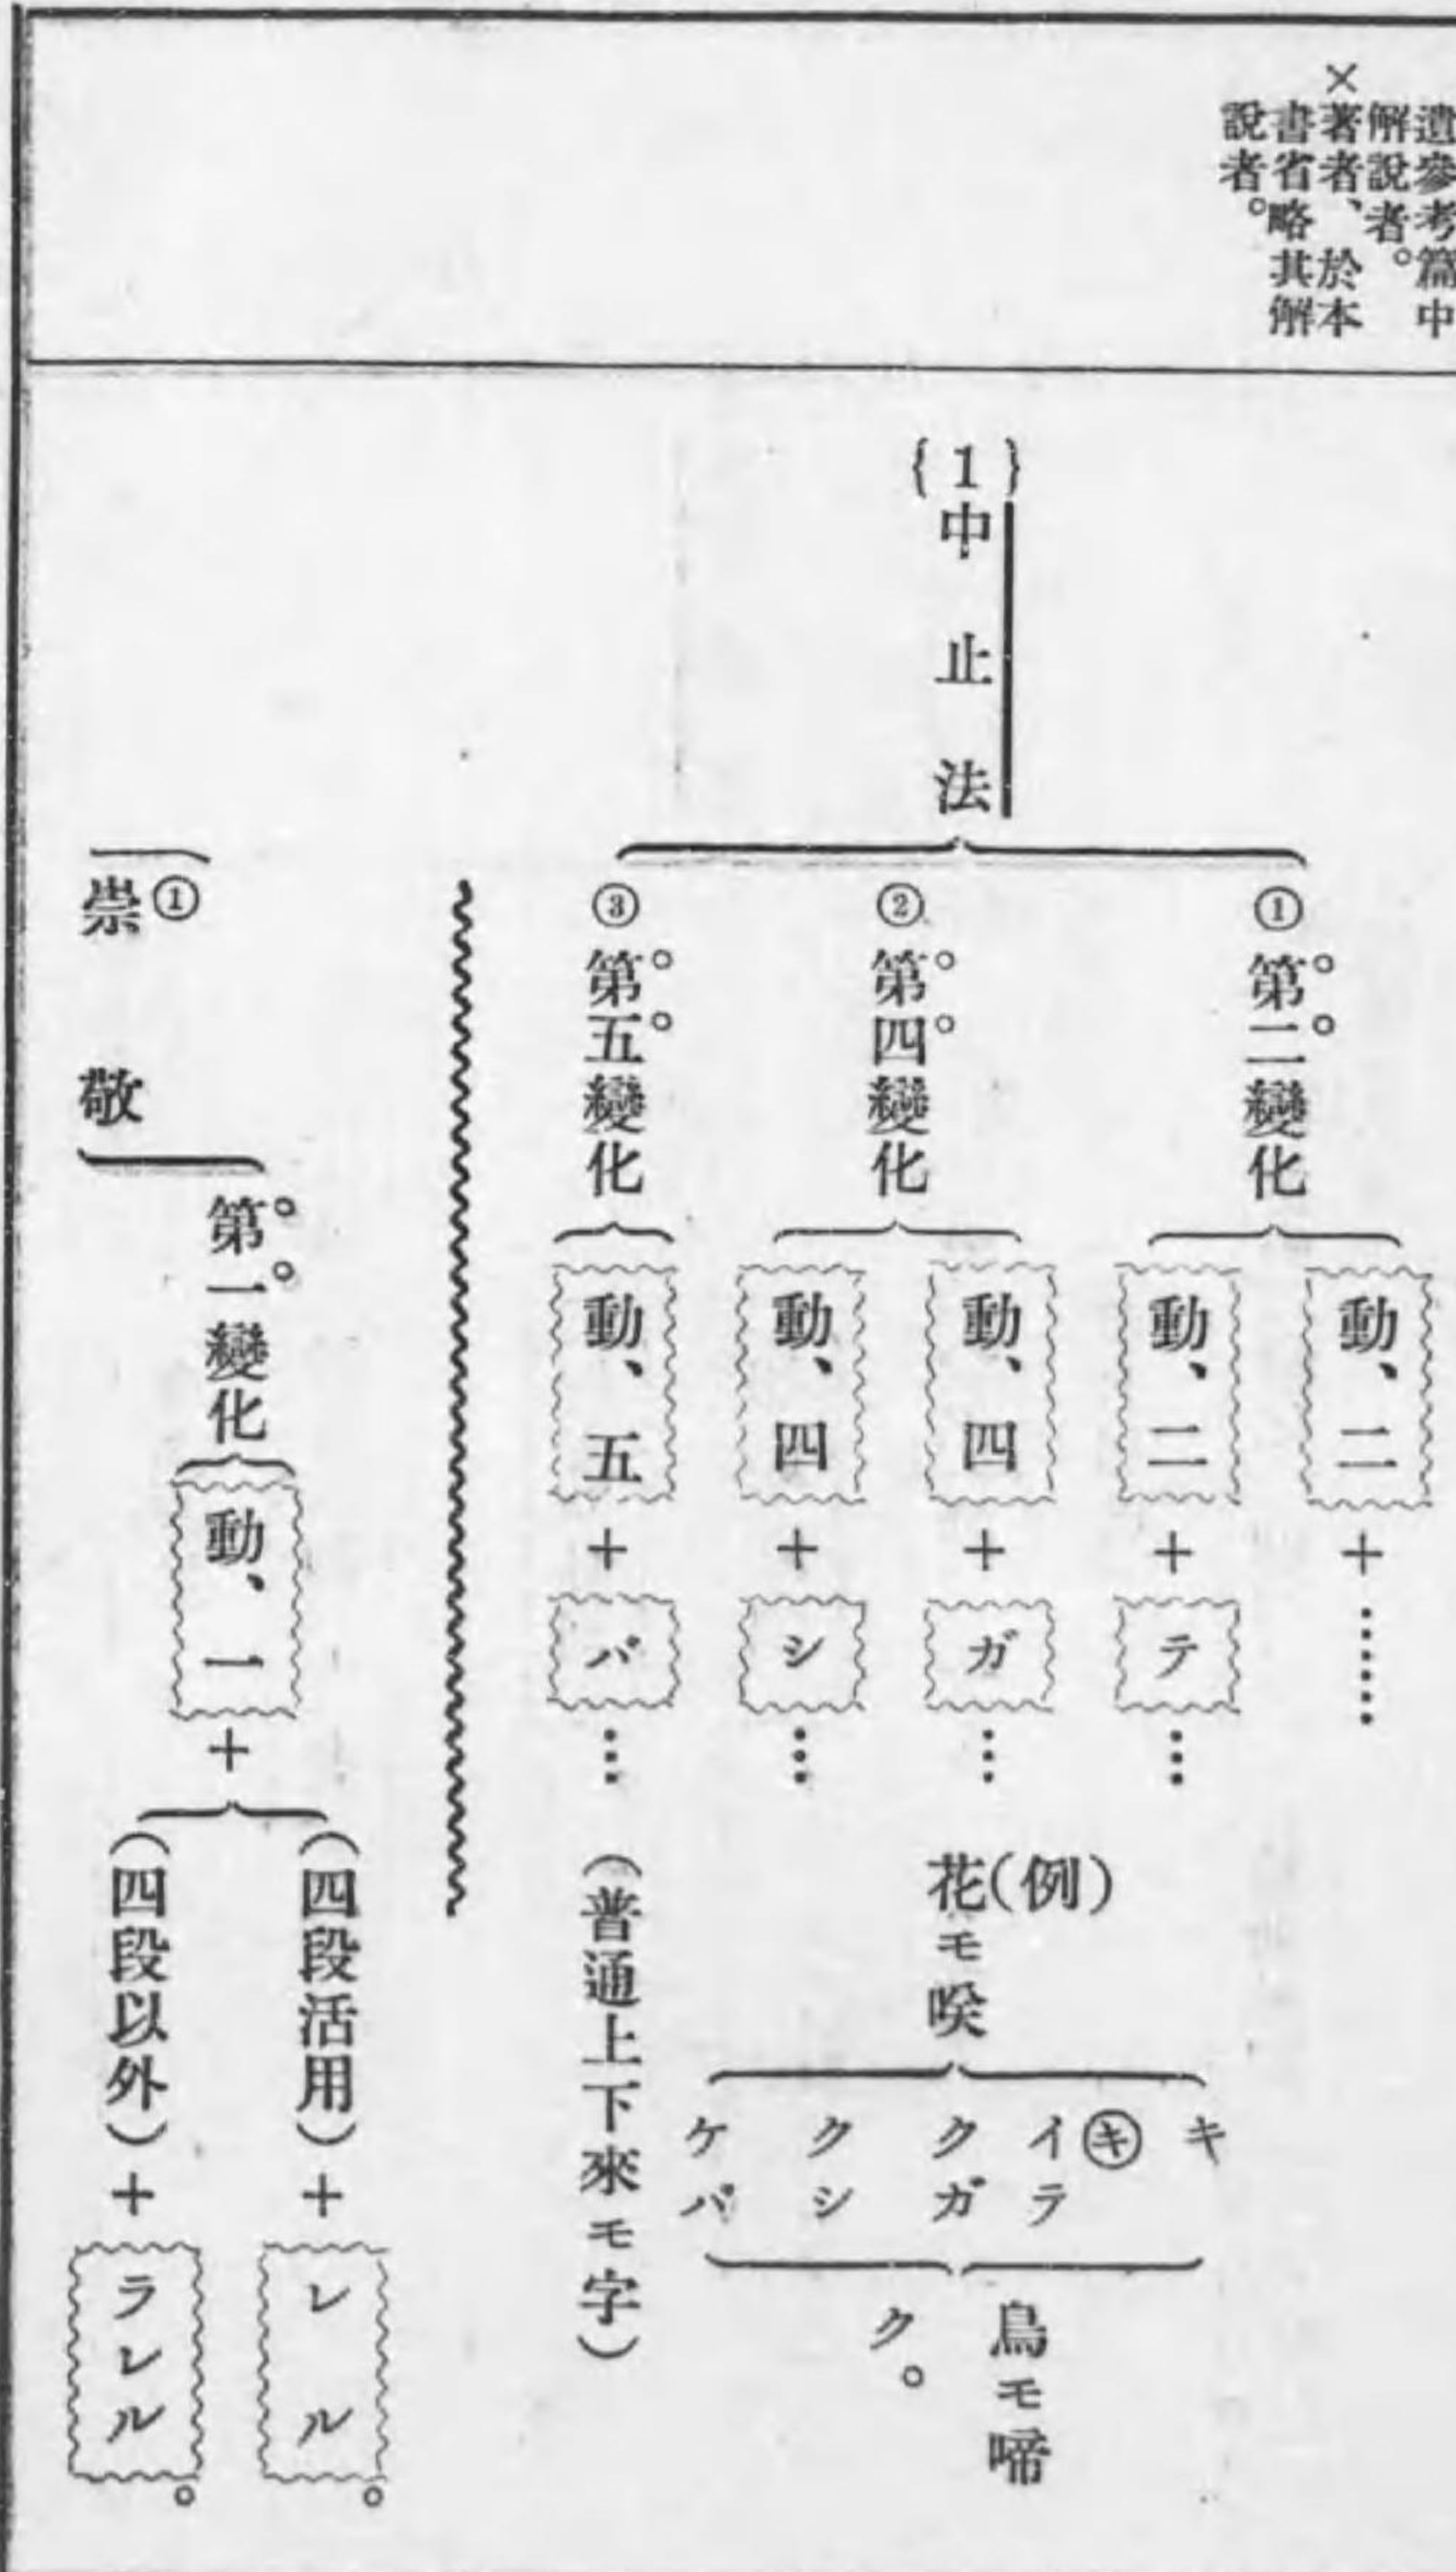 遺參考篇中
解說者。
×著者、於本
書省略其解
說者。
{1}中止法
①第二變化
動、二+……
動、二+テ…
②第四變化
動、四+ガ…
動、四+シ…
③第五變化
動、五+バ…
(例)
花モ咲
キ
㋖
イテ
クガ
クシ
ケバ
鳥モ啼
ク。
(普通上下來モ字)
①
崇敬
第一變化
動、一+
(四段活用)+レル。
(四段以外)+ラレル。